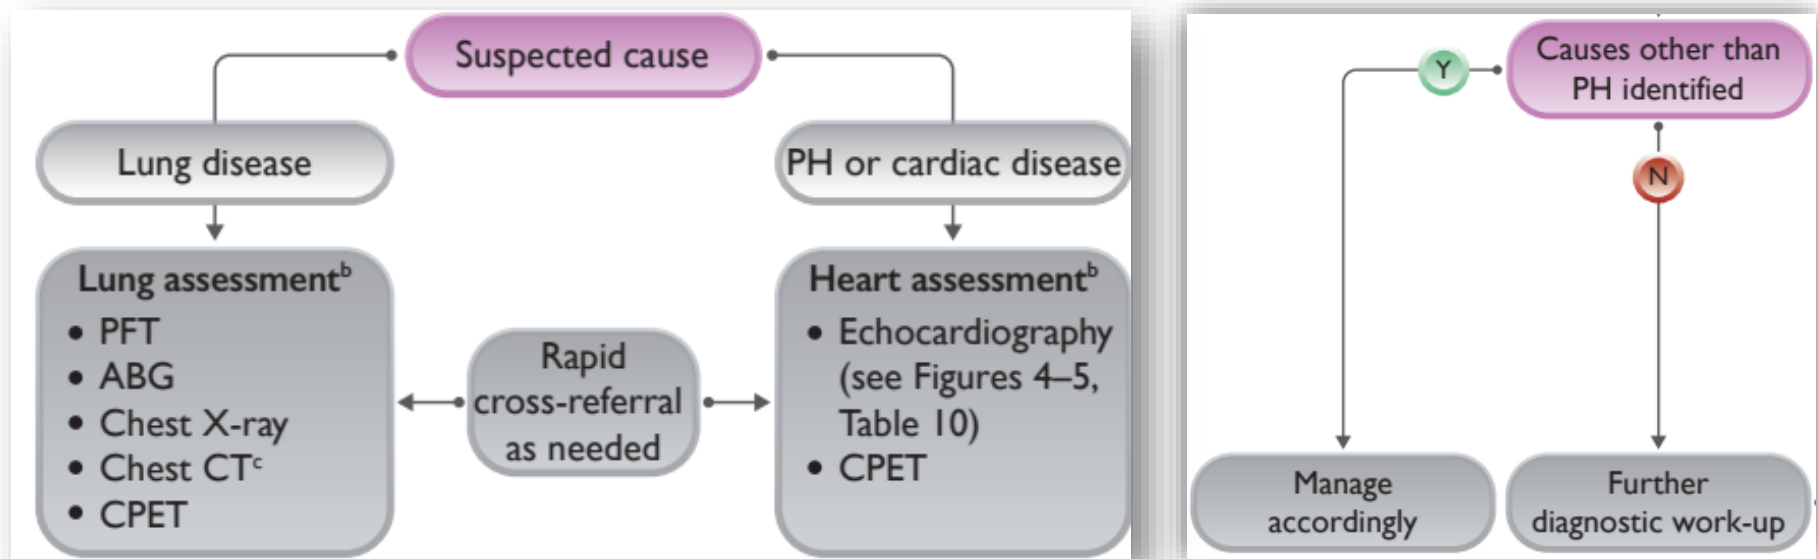 Suspected cause
Lung disease
PH or cardiac disease
Lung assessmentᵇ
• PFT
• ABG
• Chest X-ray
• Chest CTᶜ
• CPET
Rapid
cross-referral
as needed
Heart assessmentᵇ
• Echocardiography
(see Figures 4–5,
Table 10)
• CPET
Causes other than
PH identified
Y
N
Manage
accordingly
Further
diagnostic work-up